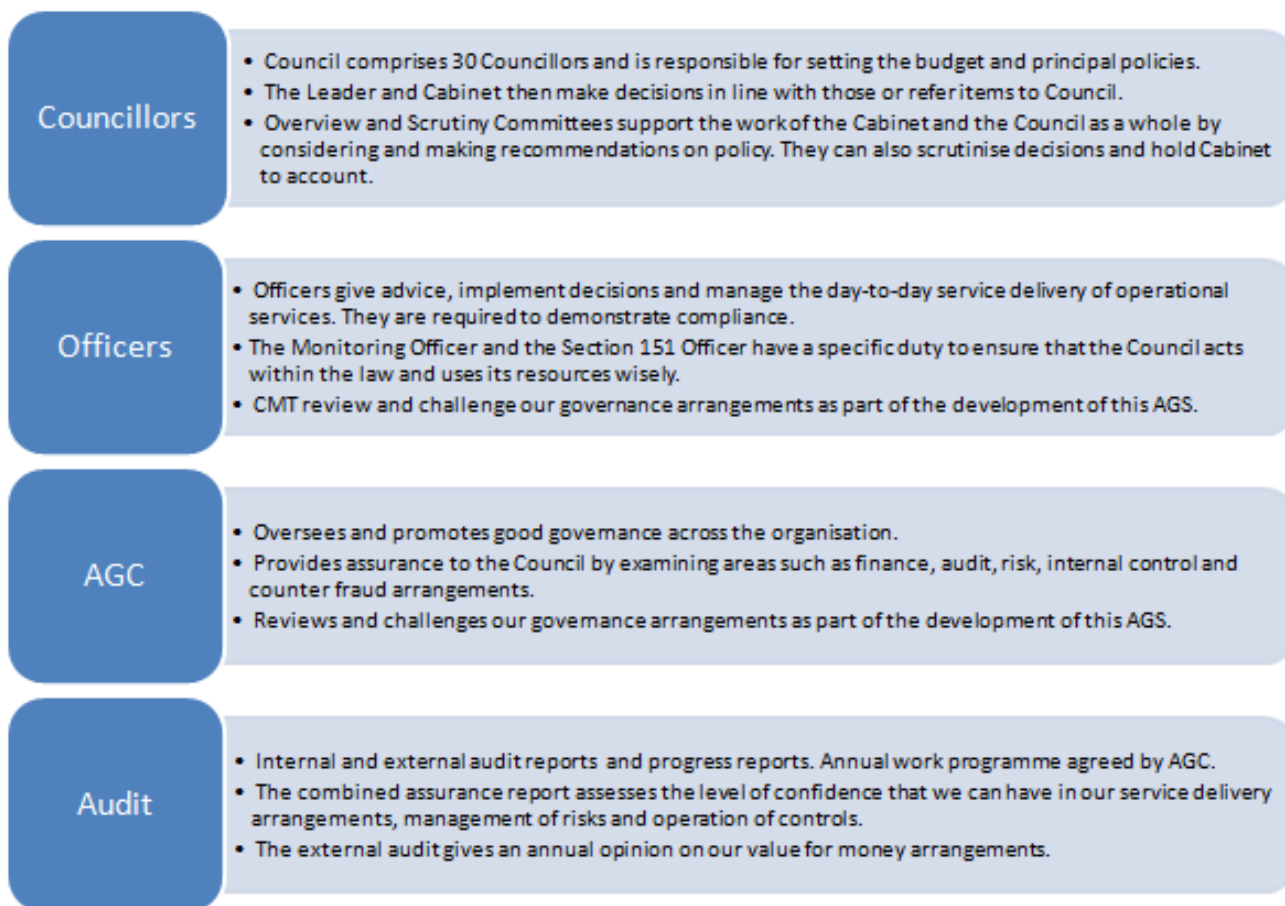 Councillors
• Council comprises 30 Councillors and is responsible for setting the budget and principal policies.
• The Leader and Cabinet then make decisions in line with those or refer items to Council.
• Overview and Scrutiny Committees support the work of the Cabinet and the Council as a whole by
considering and making recommendations on policy. They can also scrutinise decisions and hold Cabinet
to account.
Officers
• Officers give advice, implement decisions and manage the day-to-day service delivery of operational
services. They are required to demonstrate compliance.
• The Monitoring Officer and the Section 151 Officer have a specific duty to ensure that the Council acts
within the law and uses its resources wisely.
• CMT review and challenge our governance arrangements as part of the development of this AGS.
AGC
• Oversees and promotes good governance across the organisation.
• Provides assurance to the Council by examining areas such as finance, audit, risk, internal control and
counter fraud arrangements.
• Reviews and challenges our governance arrangements as part of the development of this AGS.
Audit
• Internal and external audit reports and progress reports. Annual work programme agreed by AGC.
• The combined assurance report assesses the level of confidence that we can have in our service delivery
arrangements, management of risks and operation of controls.
• The external audit gives an annual opinion on our value for money arrangements.